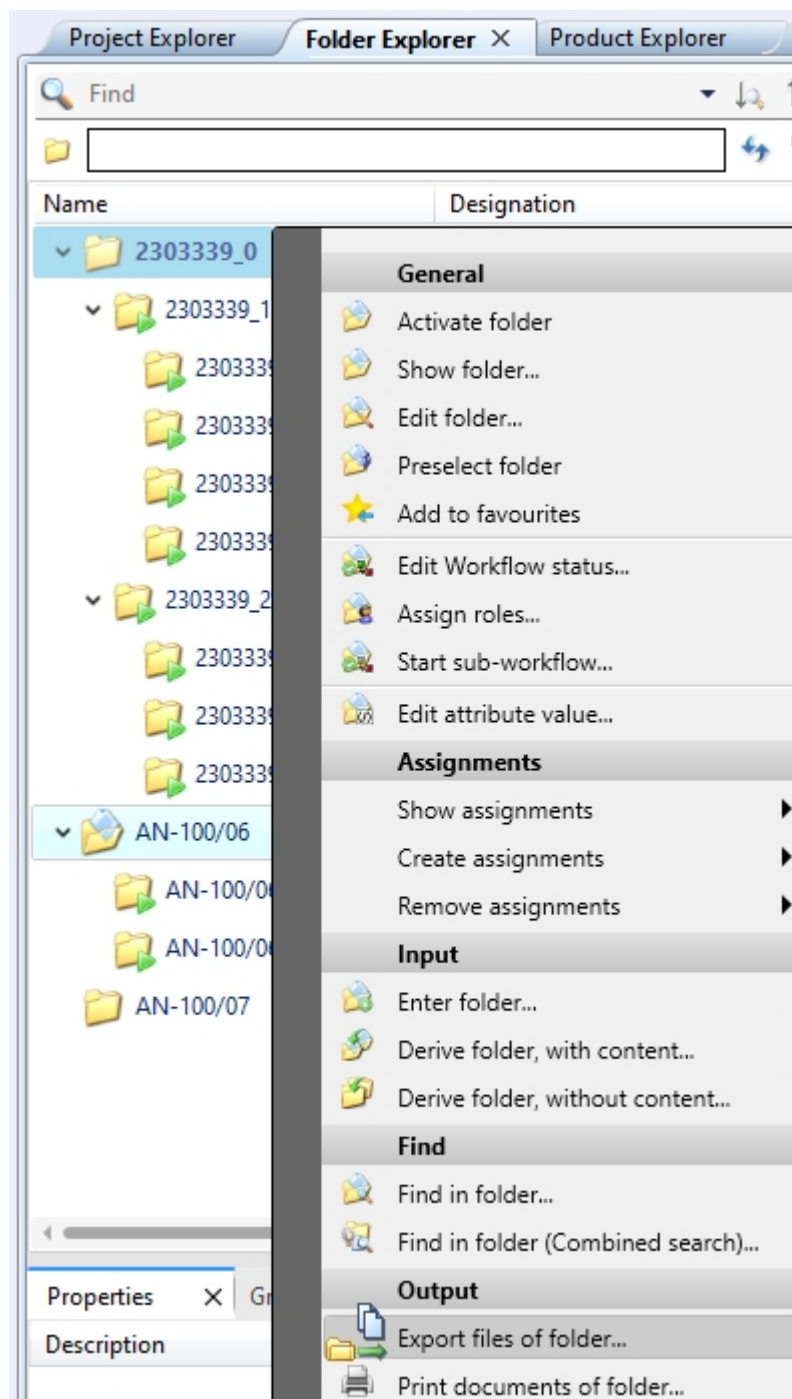 Project Explorer Folder Explorer Product Explorer
Find
Name Designation
2303339_0
2303339_1
AN-100/06
AN-100/07
2303339_2
General
Activate folder
Show folder...
Edit folder...
Preselect folder
Add to favourites
Edit Workflow status...
Assign roles...
Start sub-workflow...
Edit attribute value...
Assignments
Show assignments
Create assignments
Remove assignments
Input
Enter folder...
Derive folder, with content...
Derive folder, without content...
Find
Find in folder...
Find in folder (Combined search)...
Output
Export files of folder...
Print documents of folder...
Properties
Description